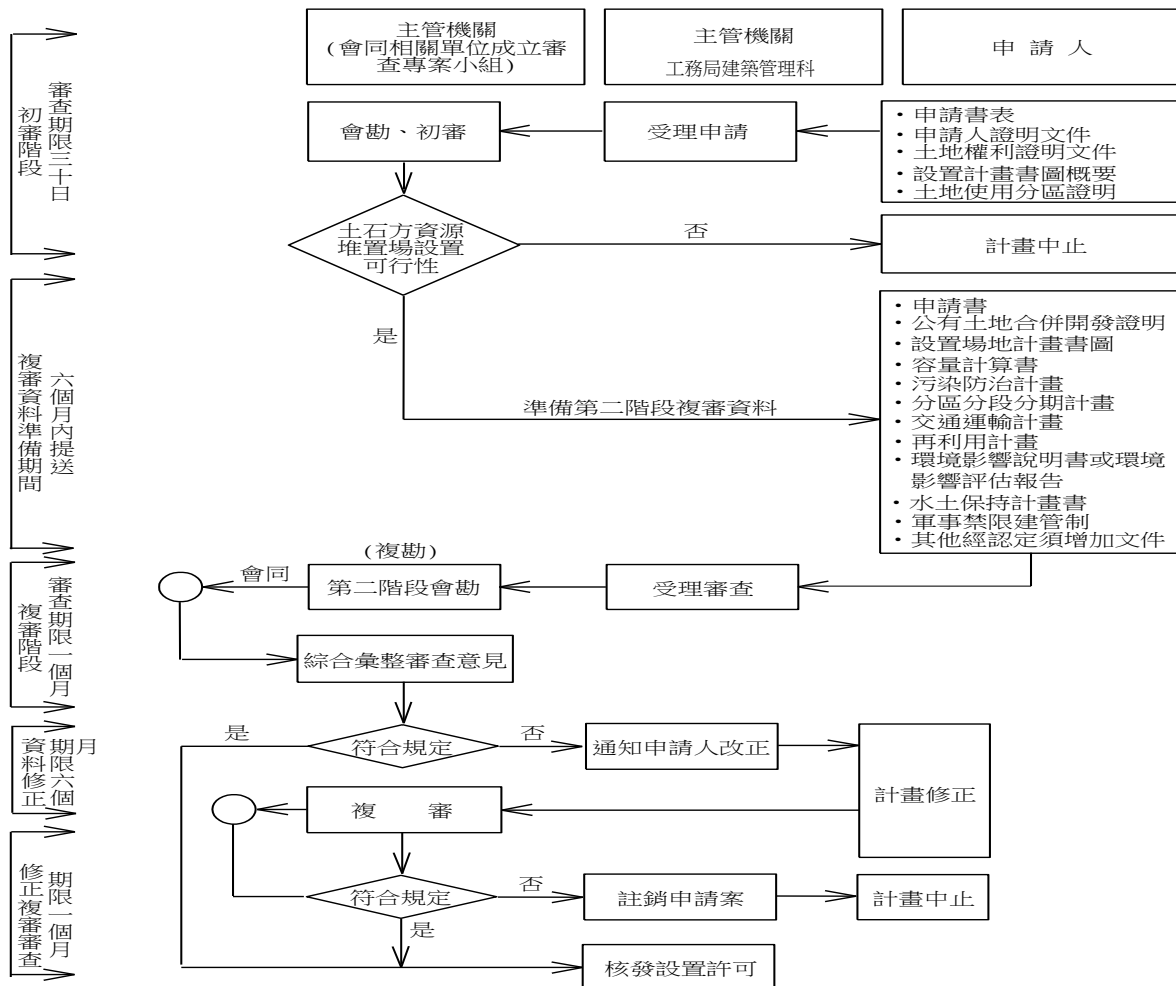 主管機關
(會同相關單位成立審
查專案小組)
主管機關
工務局建築管理科
申 請 人
審查期限三十日
初審階段
會勘、初審
受理申請
・申請書表
・申請人證明文件
・土地權利證明文件
・設置計畫書圖概要
・土地使用分區證明
土石方資源
堆置場設置
可行性
否
計畫中止
是
六個月內提送
複審資料準備期間
準備第二階段複審資料
・申請書
・公有土地合併開發證明
・設置場地計畫書圖
・容量計算書
・污染防治計畫
・分區分段分期計畫
・交通運輸計畫
・再利用計畫
・環境影響說明書或環境
影響評估報告
・水土保持計畫書
・軍事禁限建管制
・其他經認定須增加文件
審查期限一個月
複審階段
(複勘)
會同
第二階段會勘
受理審查
綜合彙整審查意見
月
期限六個
資料修正
是
符合規定
否
通知申請人改正
計畫修正
複 審
期限一個月
修正複審審查
符合規定
否
註銷申請案
計畫中止
是
核發設置許可